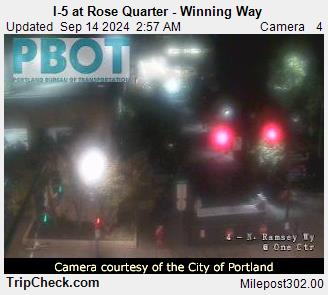 I-5 at Rose Quarter - Winning Way
Updated Sep 14 2024 2:57 AM Camera 4
PBOT
PORTLAND BUREAU OF TRANSPORTATION
4 - N. Ramsey Wy
@ One Ctr
Camera courtesy of the City of Portland
TripCheck.com Milepost302.00